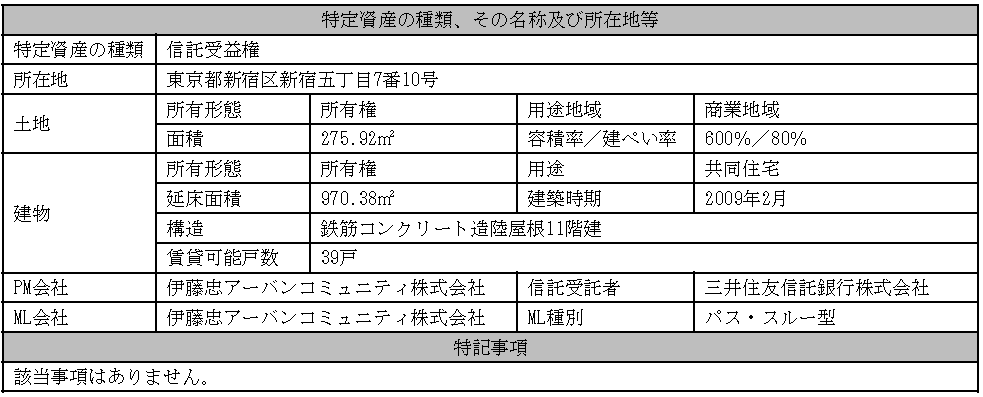 特定資産の種類、その名称及び所在地等
特定資産の種類 信託受益権
所在地 東京都新宿区新宿五丁目7番10号
土地 所有形態 所有権 用途地域 商業地域
面積 275.92㎡ 容積率／建ぺい率 600%／80%
建物 所有形態 所有権 用途 共同住宅
延床面積 970.38㎡ 建築時期 2009年2月
構造 鉄筋コンクリート造陸屋根11階建
賃貸可能戸数 39戸
PM会社 伊藤忠アーバンコミュニティ株式会社 信託受託者 三井住友信託銀行株式会社
ML会社 伊藤忠アーバンコミュニティ株式会社 ML種別 パス・スルー型
特記事項
該当事項はありません。